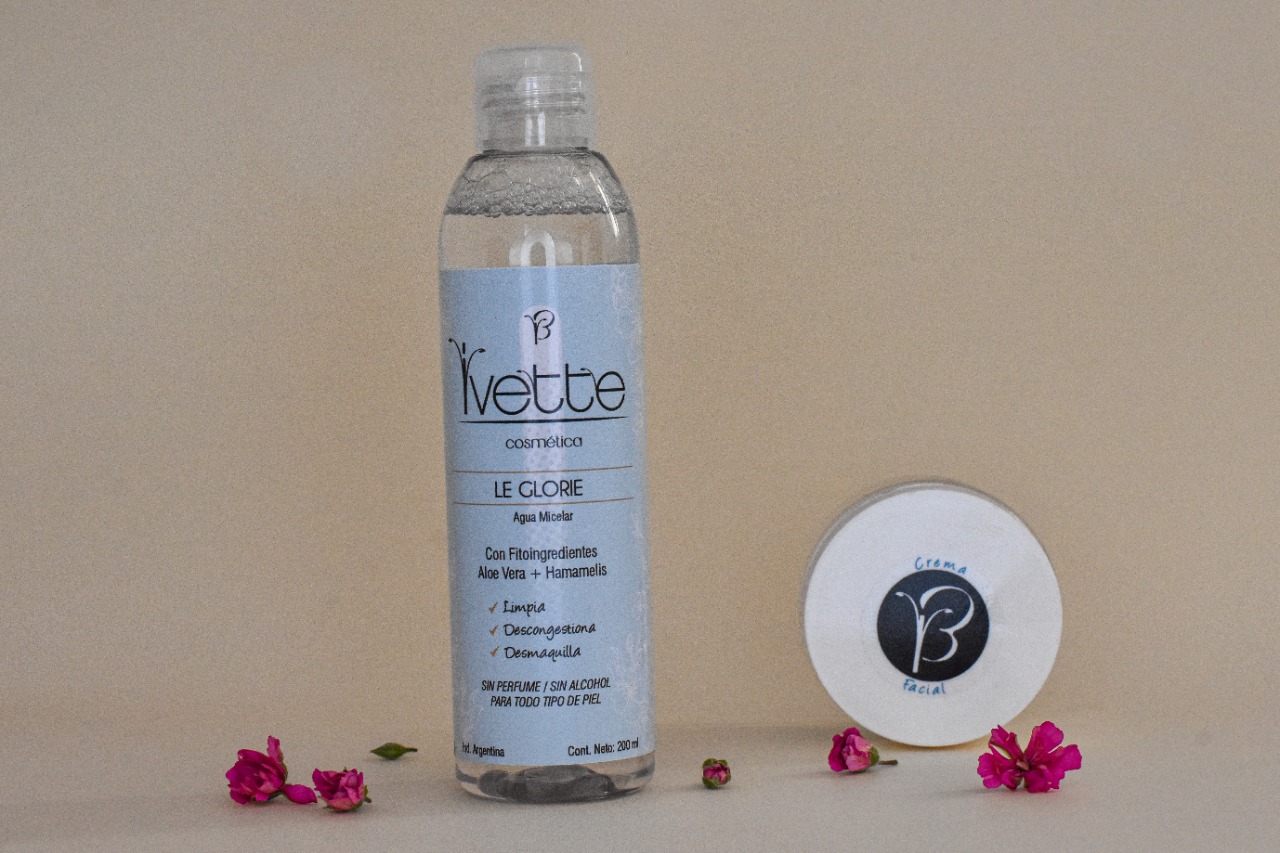 B
Yvette
cosmética
LE GLORIE
Agua Micelar
Con Fitoingredientes
Aloe Vera + Hamamelis
✓ Limpia
✓ Descongestiona
✓ Desmaquilla
SIN PERFUME / SIN ALCOHOL
PARA TODO TIPO DE PIEL
Ind. Argentina
Cont. Neto: 200 ml
Crema
B
Facial